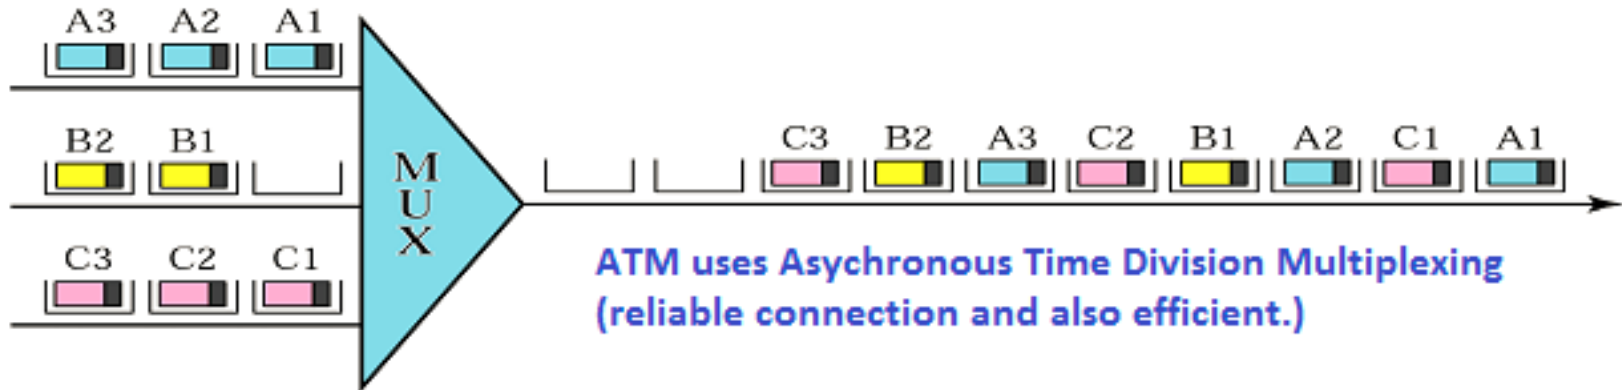 A3 A2 A1
B2 B1
C3 C2 C1
M
U
X
C3 B2 A3 C2 B1 A2 C1 A1
ATM uses Asychronous Time Division Multiplexing
(reliable connection and also efficient.)